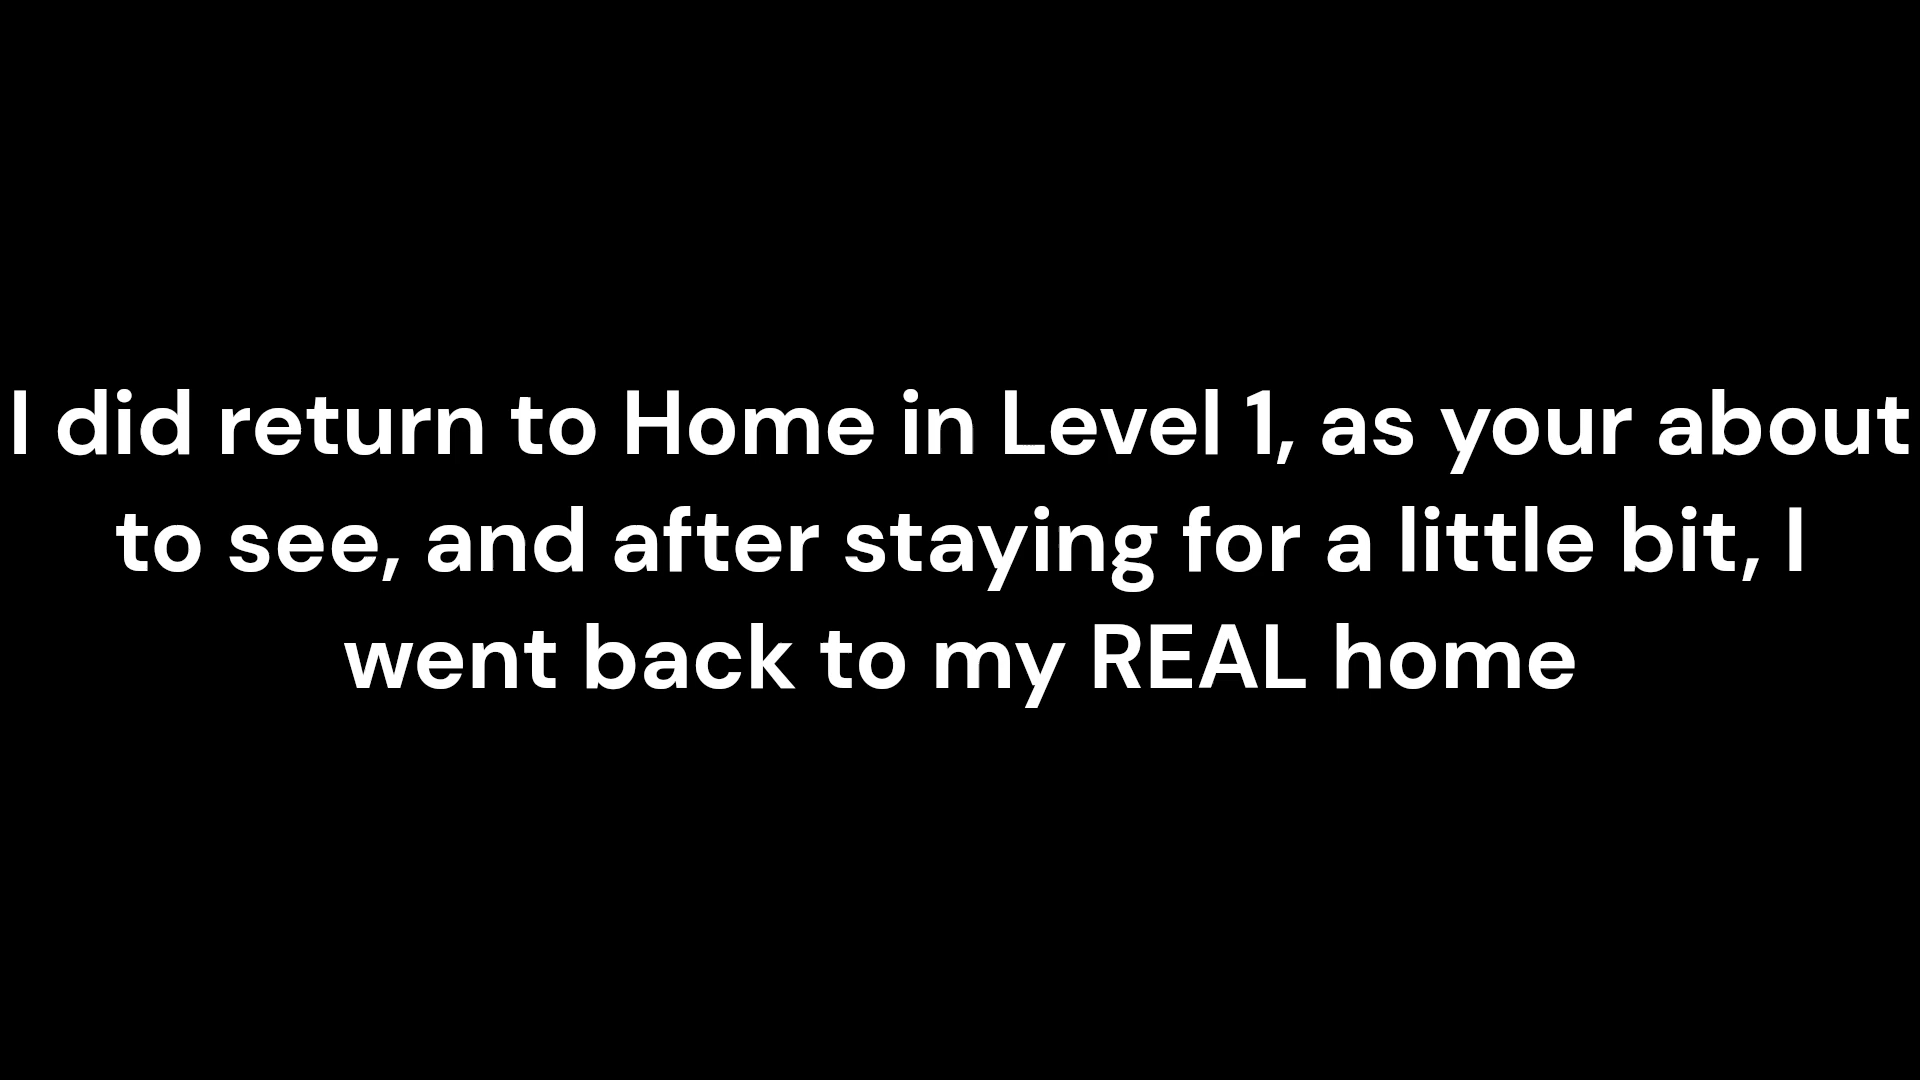 I did return to Home in Level 1, as your about
to see, and after staying for a little bit, I
went back to my REAL home